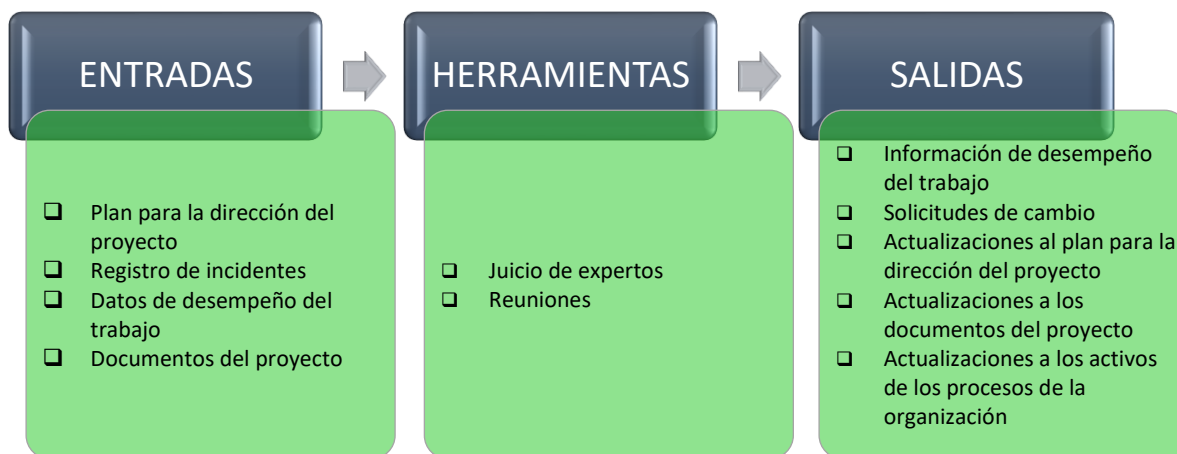 ENTRADAS
Plan para la dirección del
proyecto
Registro de incidentes
Datos de desempeño del
trabajo
Documentos del proyecto
HERRAMIENTAS
Juicio de expertos
Reuniones
SALIDAS
Información de desempeño
del trabajo
Solicitudes de cambio
Actualizaciones al plan para la
dirección del proyecto
Actualizaciones a los
documentos del proyecto
Actualizaciones a los activos
de los procesos de la
organización